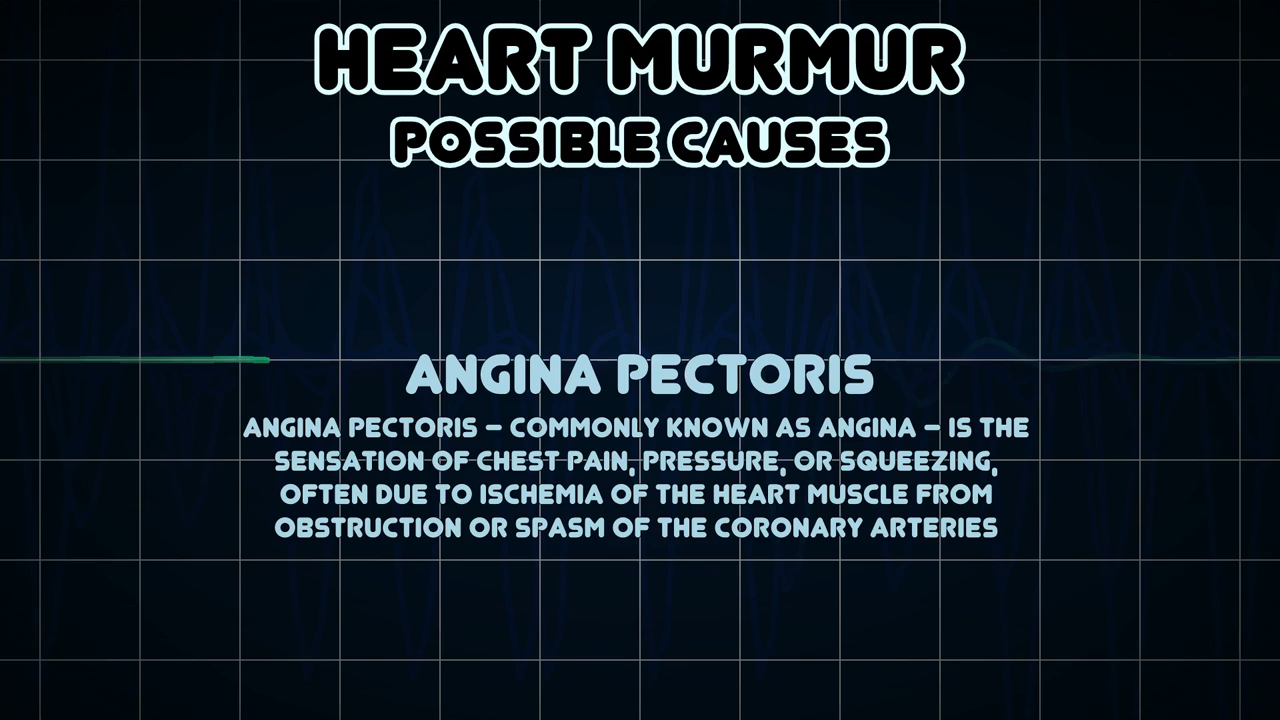 HEART MURMUR
POSSIBLE CAUSES
ANGINA PECTORIS
ANGINA PECTORIS – COMMONLY KNOWN AS ANGINA – IS THE
SENSATION OF CHEST PAIN, PRESSURE, OR SQUEEZING,
OFTEN DUE TO ISCHEMIA OF THE HEART MUSCLE FROM
OBSTRUCTION OR SPASM OF THE CORONARY ARTERIES